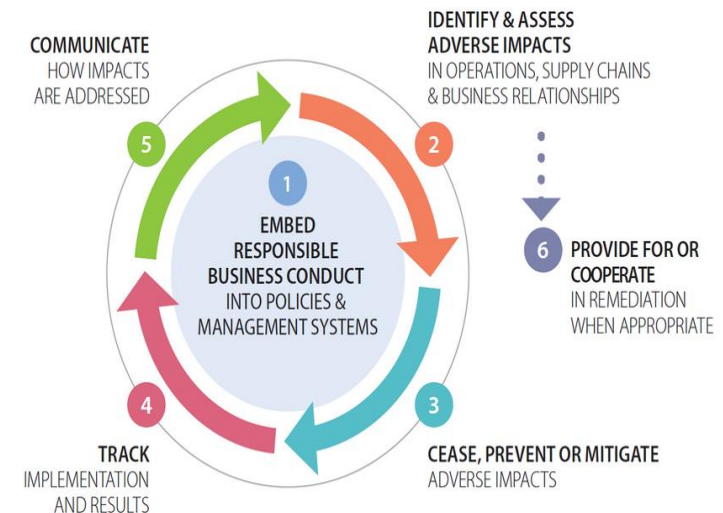 1
EMBED
RESPONSIBLE
BUSINESS CONDUCT
INTO POLICIES &
MANAGEMENT SYSTEMS
2
IDENTIFY & ASSESS
ADVERSE IMPACTS
IN OPERATIONS, SUPPLY CHAINS
& BUSINESS RELATIONSHIPS
3
CEASE, PREVENT OR MITIGATE
ADVERSE IMPACTS
4
TRACK
IMPLEMENTATION
AND RESULTS
5
COMMUNICATE
HOW IMPACTS
ARE ADDRESSED
6
PROVIDE FOR OR
COOPERATE
IN REMEDIATION
WHEN APPROPRIATE